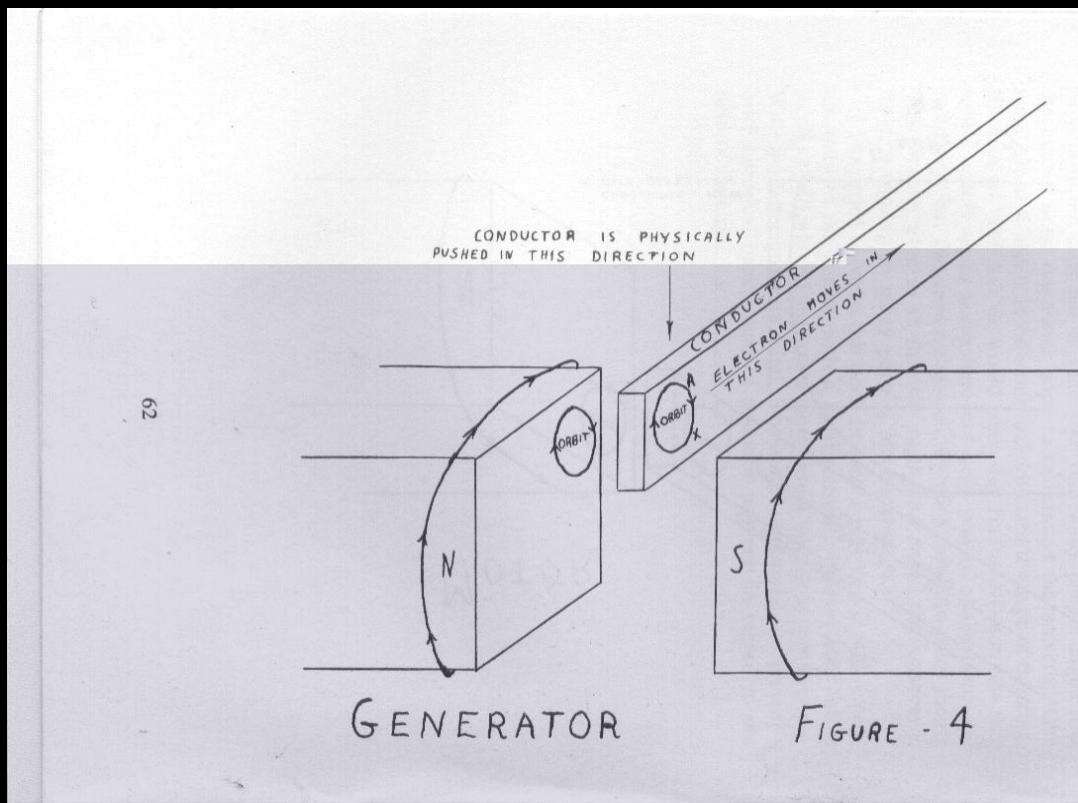 CONDUCTOR IS PHYSICALLY
PUSHED IN THIS DIRECTION
CONDUCTOR
ELECTRON MOVES IN
THIS DIRECTION
A
ORBIT
X
ORBIT
N
S
62
GENERATOR
FIGURE - 4